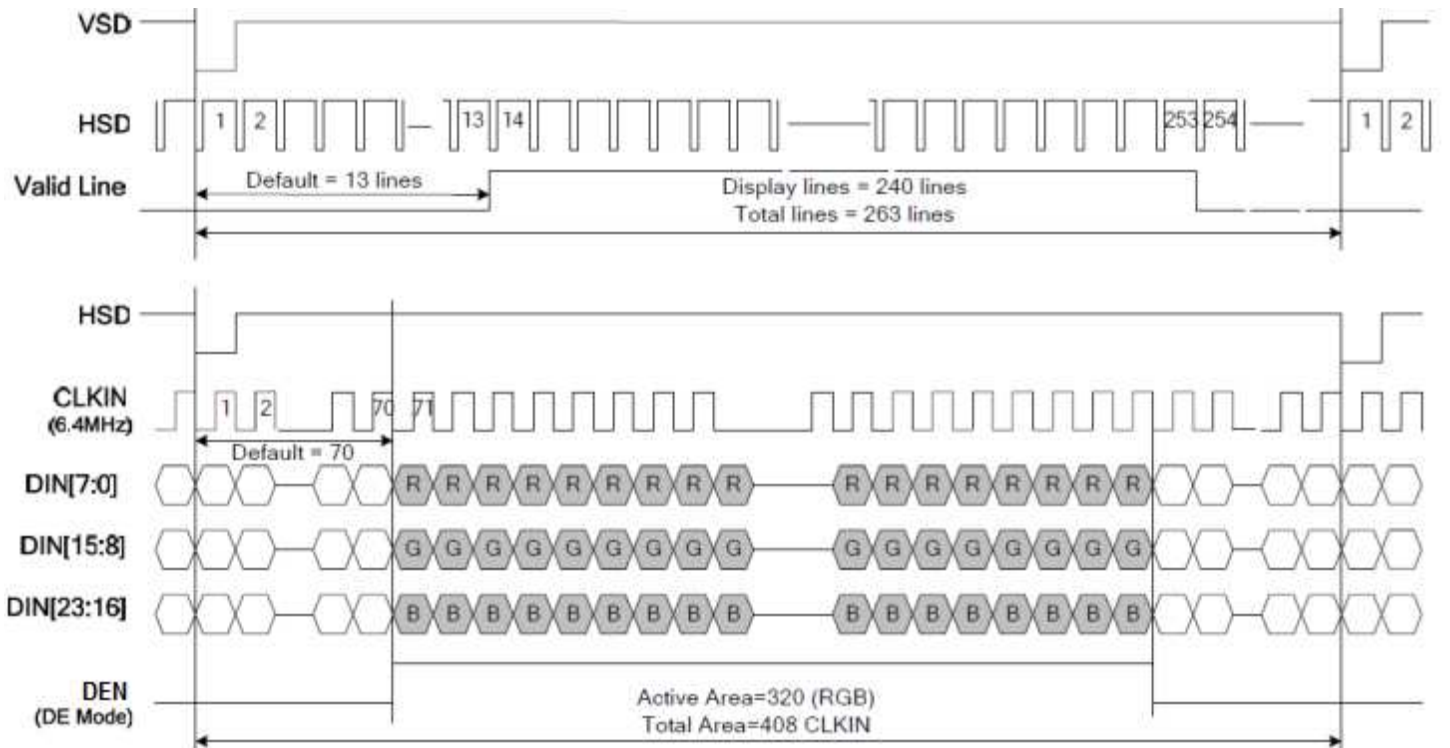 VSD
HSD 1 2 13 14 253 254 1 2
Valid Line
Default = 13 lines
Display lines = 240 lines
Total lines = 263 lines
HSD
CLKIN 1 2 70 71
(6.4MHz)
Default = 70
DIN[7:0] R R R R R R R R R R R R R R R R R
DIN[15:8] G G G G G G G G G G G G G G G G G
DIN[23:16] B B B B B B B B B B B B B B B B B
DEN
(DE Mode)
Active Area=320 (RGB)
Total Area=408 CLKIN